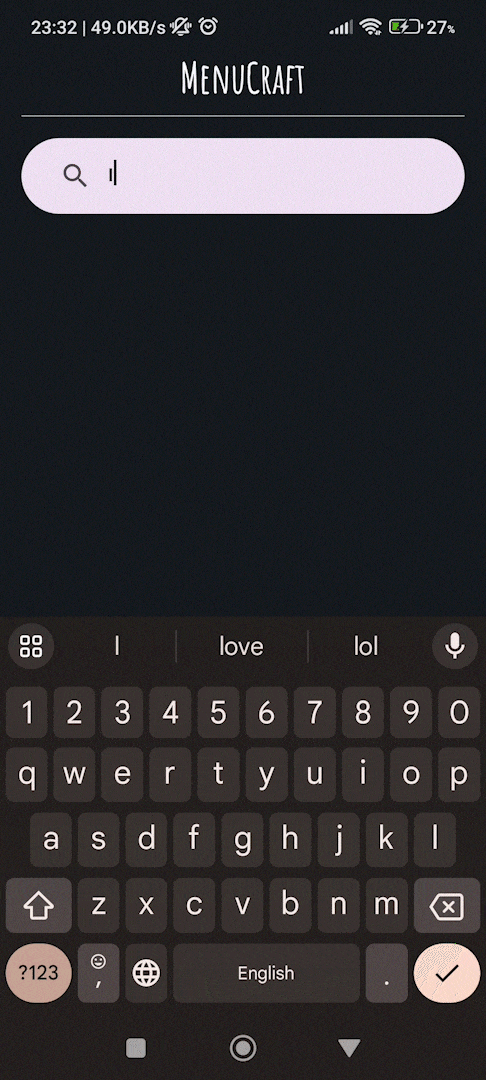 23:32 | 49.0KB/s 27%
MenuCraft
l love lol
1 2 3 4 5 6 7 8 9 0
q w e r t y u i o p
a s d f g h j k l
z x c v b n m
?123 , English .